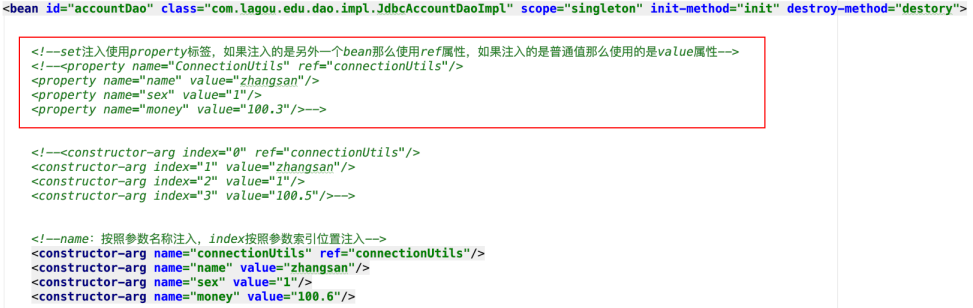 <bean id="accountDao" class="com.lagou.edu.dao.impl.JdbcAccountDaoImpl" scope="singleton" init-method="init" destroy-method="destory">
<!--set注入使用property标签，如果注入的是另外一个bean那么使用ref属性，如果注入的是普通值那么使用的是value属性-->
<!--<property name="ConnectionUtils" ref="connectionUtils"/>
<property name="name" value="zhangsan"/>
<property name="sex" value="1"/>
<property name="money" value="100.3"/>-->
<!--<constructor-arg index="0" ref="connectionUtils"/>
<constructor-arg index="1" value="zhangsan"/>
<constructor-arg index="2" value="1"/>
<constructor-arg index="3" value="100.5"/>-->
<!--name：按照参数名称注入，index按照参数索引位置注入-->
<constructor-arg name="connectionUtils" ref="connectionUtils"/>
<constructor-arg name="name" value="zhangsan"/>
<constructor-arg name="sex" value="1"/>
<constructor-arg name="money" value="100.6"/>